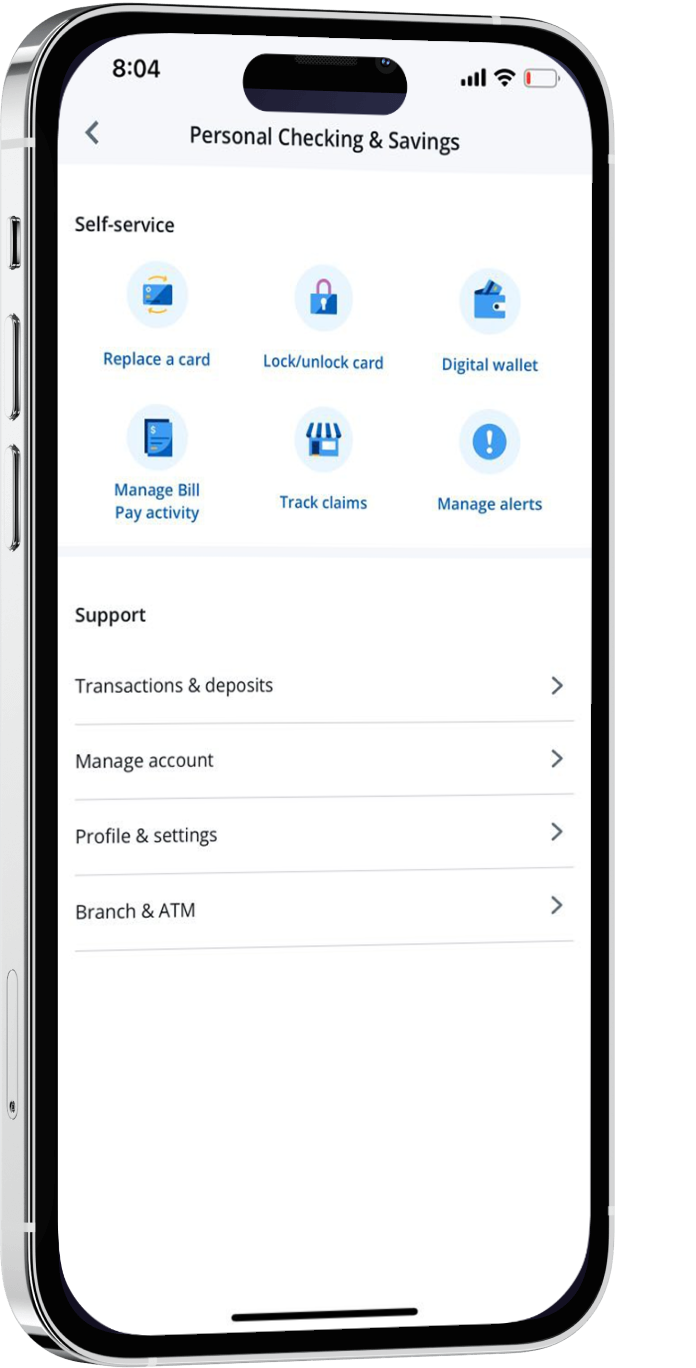 8:04
Personal Checking & Savings
Self-service
Replace a card
Lock/unlock card
Digital wallet
$
Manage Bill
Pay activity
Track claims
Manage alerts
Support
Transactions & deposits
Manage account
Profile & settings
Branch & ATM